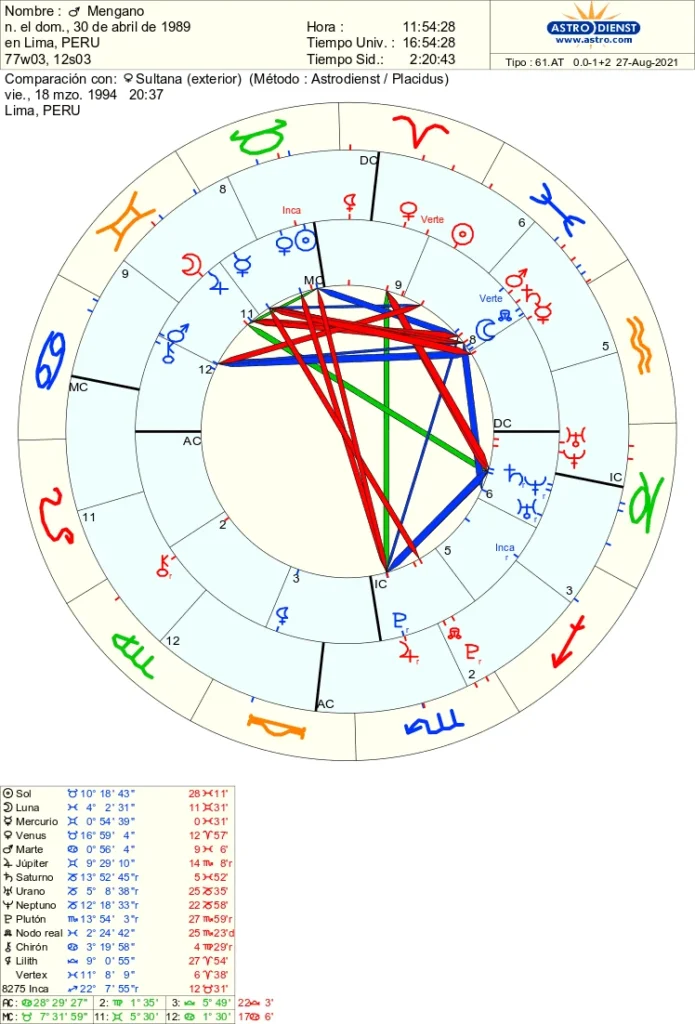 Nombre : ♂ Mengano
n. el dom., 30 de abril de 1989
en Lima, PERU
77w03, 12s03
Hora : 11:54:28
Tiempo Univ. : 16:54:28
Tiempo Sid.: 2:20:43
ASTRO DIENST
www.astro.com
Tipo : 61.AT 0.0-1+2 27-Aug-2021
Comparación con: ♀ Sultana (exterior) (Método : Astrodienst / Placidus)
vie., 18 mzo. 1994 20:37
Lima, PERU
DC
8
Inca
Verte
6
9
MC
9
Verte
11
8
5
12
MC
AC
DC
IC
6
11
2
Inca
5
3
3
IC
12
2
AC
☉ Sol ♉ 10° 18' 43" 28 ♓ 11'
☽ Luna ♓ 4° 2' 31" 11 ♊ 31'
☿ Mercurio ♊ 0° 54' 39" 0 ♓ 31'
♀ Venus ♉ 16° 59' 4" 12 ♈ 57'
♂ Marte ♋ 0° 56' 4" 9 ♓ 6'
♃ Júpiter ♊ 9° 29' 10" 14 ♏ 8'r
♄ Saturno ♑ 13° 52' 45"r 5 ♓ 52'
♅ Urano ♑ 5° 8' 38"r 25 ♑ 35'
♆ Neptuno ♑ 12° 18' 33"r 22 ♑ 58'
♇ Plutón ♏ 13° 54' 3"r 27 ♏ 59'r
☊ Nodo real ♓ 2° 24' 42" 25 ♏ 23'd
⚷ Chirón ♋ 3° 19' 58" 4 ♍ 29'r
⚸ Lilith ♎ 9° 0' 55" 27 ♈ 54'
Vertex ♓ 11° 8' 9" 6 ♈ 38'
8275 Inca ♐ 22° 7' 55"r 12 ♉ 31'
AC: ♋ 28° 29' 27" 2: ♍ 1° 35' 3: ♎ 5° 49' 22 ♎ 3'
MC: ♉ 7° 31' 59" 11: ♊ 5° 30' 12: ♋ 1° 30' 17 ♋ 6'